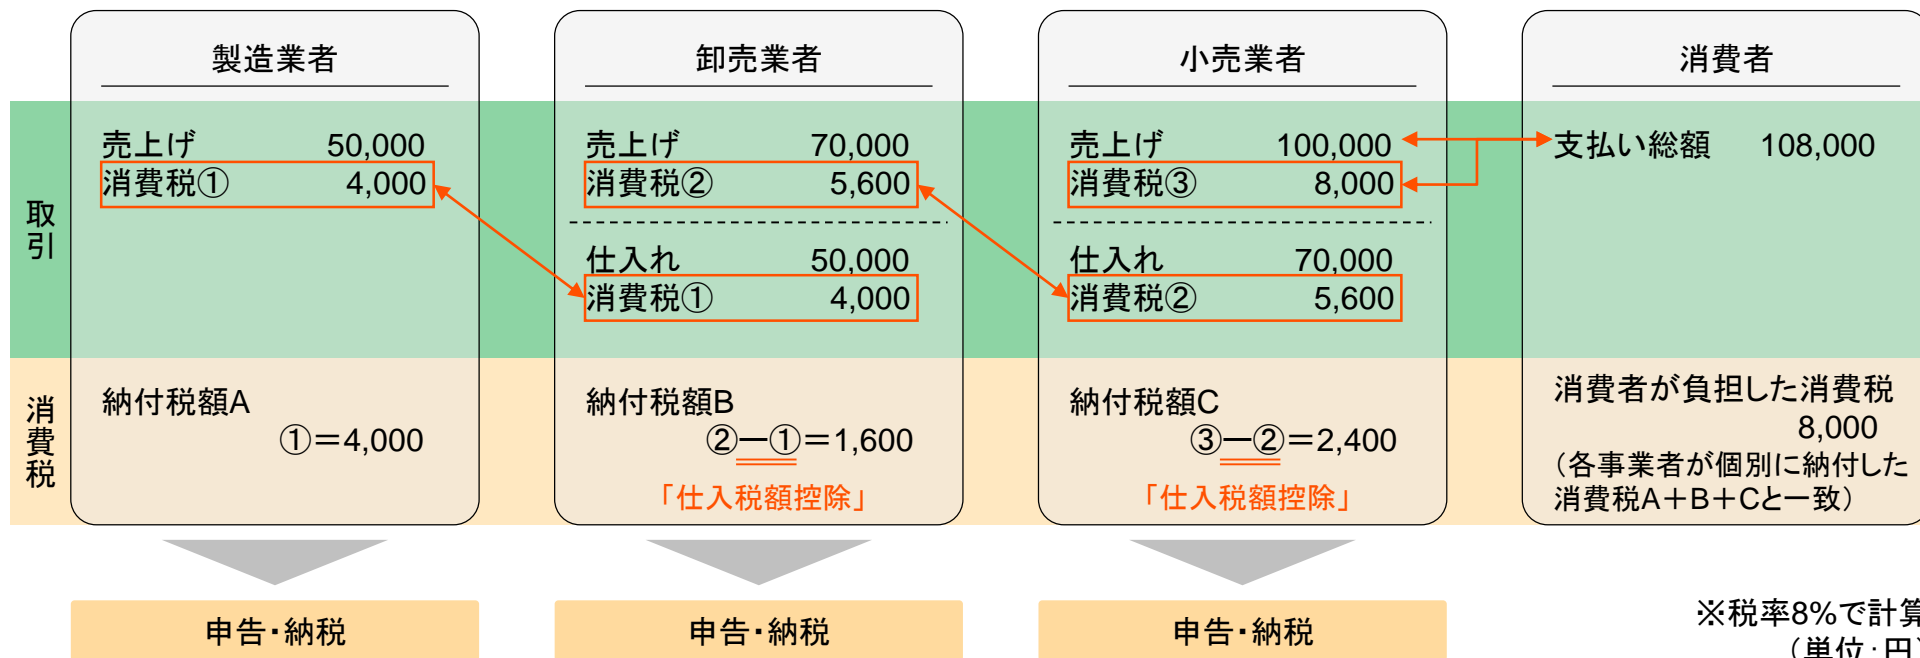 製造業者
卸売業者
小売業者
消費者
取引
売上げ 50,000
消費税① 4,000
売上げ 70,000
消費税② 5,600
仕入れ 50,000
消費税① 4,000
売上げ 100,000
消費税③ 8,000
仕入れ 70,000
消費税② 5,600
支払い総額 108,000
消費税
納付税額A
①＝4,000
納付税額B
②ー①＝1,600
「仕入税額控除」
納付税額C
③ー②＝2,400
「仕入税額控除」
消費者が負担した消費税
8,000
（各事業者が個別に納付した
消費税A＋B＋Cと一致）
申告・納税
申告・納税
申告・納税
※税率8%で計算
（単位：円）